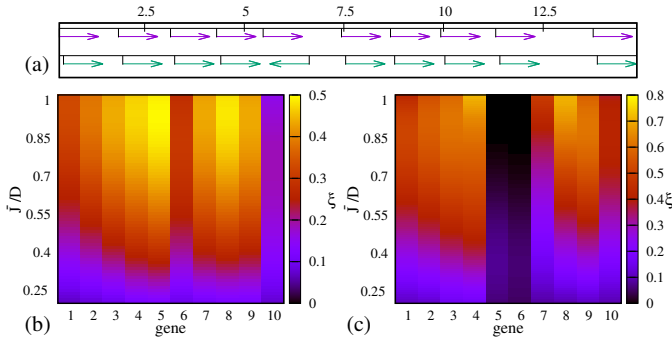 2.5 5 7.5 10 12.5
(a)
1 0.5 1 0.8
0.85 0.4 0.85 0.7
0.7 0.3 0.7 0.6
0.55 0.2 0.55 0.5
0.4 0.1 0.4 0.4
0.25 0 0.25 0.3
0.2
0.1
0
J̄/D ξ J̄/D ξ
1 2 3 4 5 6 7 8 9 10 1 2 3 4 5 6 7 8 9 10
(b) gene (c) gene